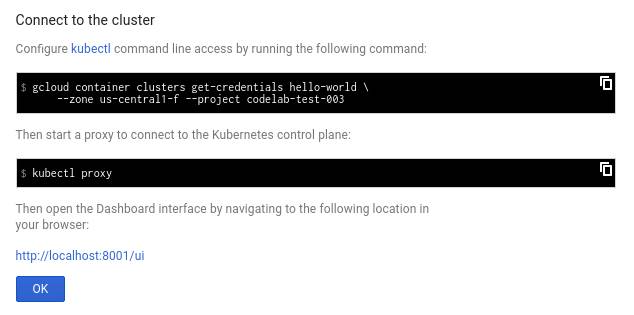 Connect to the cluster
Configure kubectl command line access by running the following command:
$ gcloud container clusters get-credentials hello-world \
--zone us-central1-f --project codelab-test-003
Then start a proxy to connect to the Kubernetes control plane:
$ kubectl proxy
Then open the Dashboard interface by navigating to the following location in
your browser:
http://localhost:8001/ui
OK